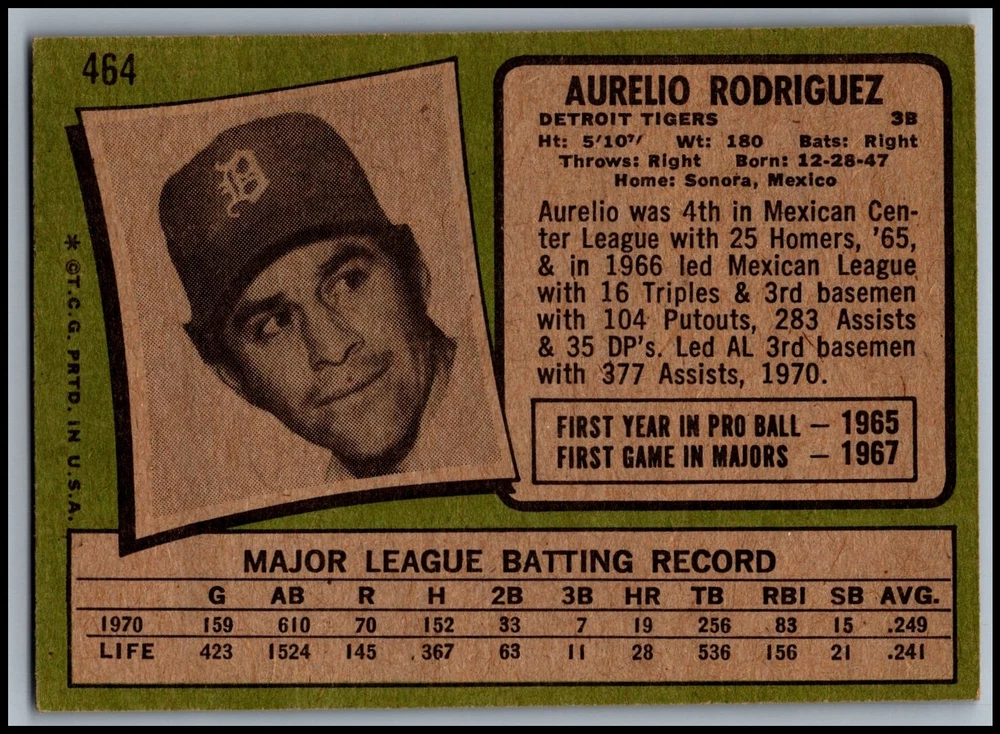 464
AURELIO RODRIGUEZ
DETROIT TIGERS 3B
Ht: 5'10" Wt: 180 Bats: Right
Throws: Right Born: 12-28-47
Home: Sonora, Mexico
Aurelio was 4th in Mexican Cen-
ter League with 25 Homers, '65,
& in 1966 led Mexican League
with 16 Triples & 3rd basemen
with 104 Putouts, 283 Assists
& 35 DP's. Led AL 3rd basemen
with 377 Assists, 1970.
FIRST YEAR IN PRO BALL — 1965
FIRST GAME IN MAJORS — 1967
* ©T.C.G. PRTD. IN U.S.A.
D
MAJOR LEAGUE BATTING RECORD
G AB R H 2B 3B HR TB RBI SB AVG.
1970 159 610 70 152 33 7 19 256 83 15 .249
LIFE 423 1524 145 367 63 11 28 536 156 21 .241